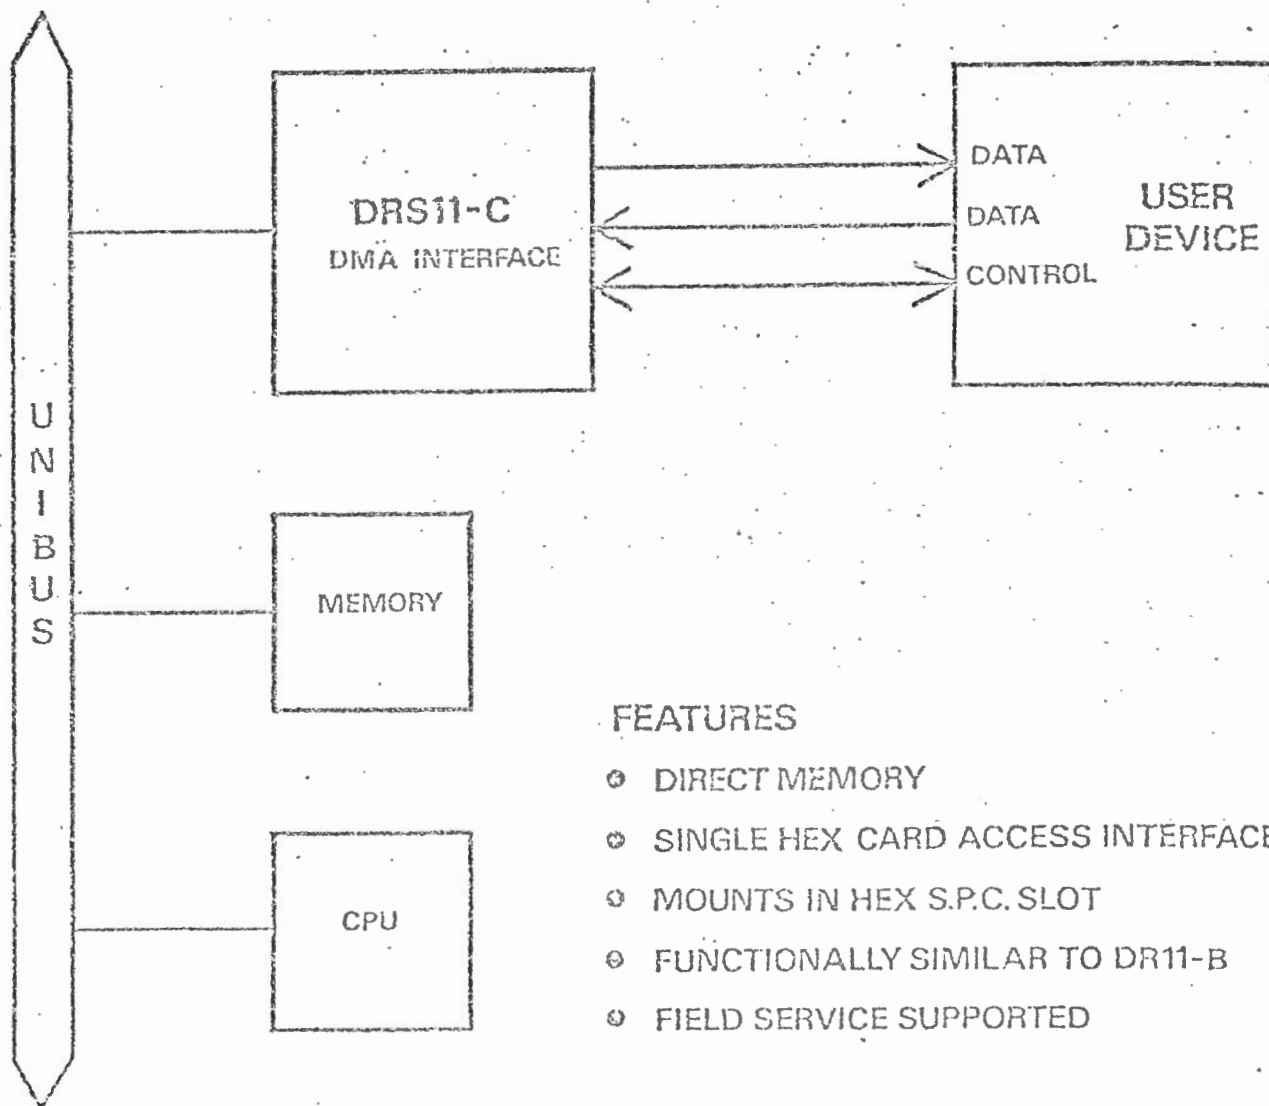 UNIBUS
DRS11-C
DMA INTERFACE
DATA
DATA
CONTROL
USER
DEVICE
MEMORY
CPU
FEATURES
DIRECT MEMORY
SINGLE HEX CARD ACCESS INTERFACE
MOUNTS IN HEX S.P.C. SLOT
FUNCTIONALLY SIMILAR TO DR11-B
FIELD SERVICE SUPPORTED